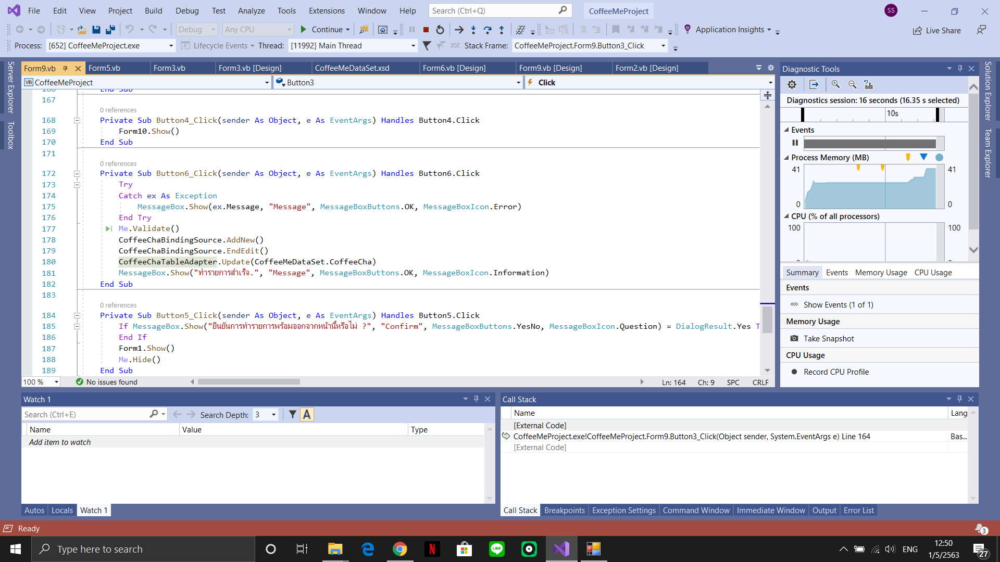 File Edit View Project Build Debug Test Analyze Tools Extensions Window Help Search (Ctrl+Q) CoffeeMeProject SS
Debug Any CPU Continue Application Insights Live Share
Process: [652] CoffeeMeProject.exe Lifecycle Events Thread: [11992] Main Thread Stack Frame: CoffeeMeProject.Form9.Button3_Click
Server Explorer
Toolbox
Form9.vb Form5.vb Form3.vb Form3.vb [Design] CoffeeMeDataSet.xsd Form6.vb [Design] Form9.vb [Design] Form2.vb [Design]
VB CoffeeMeProject Button3 Click
166 End Sub
167
0 references
168 Private Sub Button4_Click(sender As Object, e As EventArgs) Handles Button4.Click
169 Form10.Show()
170 End Sub
171
0 references
172 Private Sub Button6_Click(sender As Object, e As EventArgs) Handles Button6.Click
173 Try
174 Catch ex As Exception
175 MessageBox.Show(ex.Message, "Message", MessageBoxButtons.OK, MessageBoxIcon.Error)
176 End Try
177 Me.Validate()
178 CoffeeChaBindingSource.AddNew()
179 CoffeeChaBindingSource.EndEdit()
180 CoffeeChaTableAdapter.Update(CoffeeMeDataSet.CoffeeCha)
181 MessageBox.Show("ทำรายการสำเร็จ.", "Message", MessageBoxButtons.OK, MessageBoxIcon.Information)
182 End Sub
183
0 references
184 Private Sub Button5_Click(sender As Object, e As EventArgs) Handles Button5.Click
185 If MessageBox.Show("ยืนยันการทำรายการพร้อมออกจากหน้านี้หรือไม่ ?", "Confirm", MessageBoxButtons.YesNo, MessageBoxIcon.Question) = DialogResult.Yes T
186 End If
187 Form1.Show()
188 Me.Hide()
189 End Sub
100 % No issues found Ln: 164 Ch: 9 SPC CRLF
Diagnostic Tools
Diagnostics session: 16 seconds (16.35 s selected)
10s
Events
Process Memory (MB)
41 41
0 0
CPU (% of all processors)
100 100
Summary Events Memory Usage CPU Usage
Events
Show Events (1 of 1)
Memory Usage
Take Snapshot
CPU Usage
Record CPU Profile
Solution Explorer
Team Explorer
Watch 1
Search (Ctrl+E) Search Depth: 3 A
Name Value Type
Add item to watch
Autos Locals Watch 1
Call Stack
Name Lang
[External Code]
CoffeeMeProject.exe!CoffeeMeProject.Form9.Button3_Click(Object sender, System.EventArgs e) Line 164 Bas...
[External Code]
Call Stack Breakpoints Exception Settings Command Window Immediate Window Output Error List
Ready 3
Type here to search N LINE ENG 12:50
1/5/2563 27